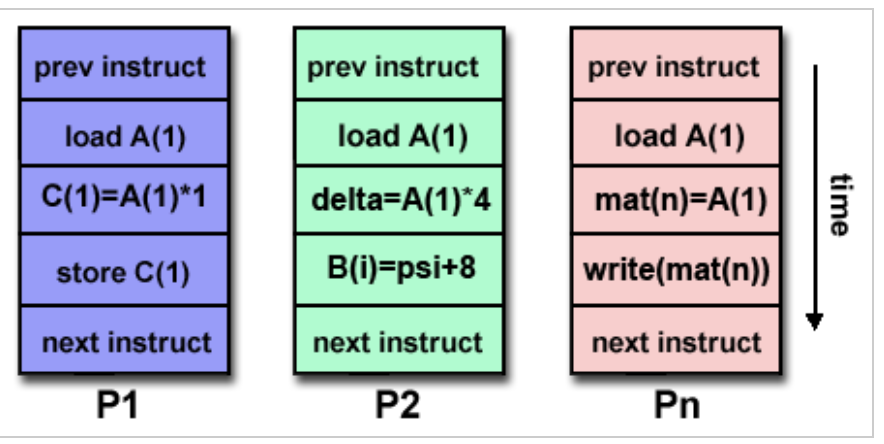 prev instruct
load A(1)
C(1)=A(1)*1
store C(1)
next instruct
P1
prev instruct
load A(1)
delta=A(1)*4
B(i)=psi+8
next instruct
P2
prev instruct
load A(1)
mat(n)=A(1)
write(mat(n))
next instruct
Pn
time